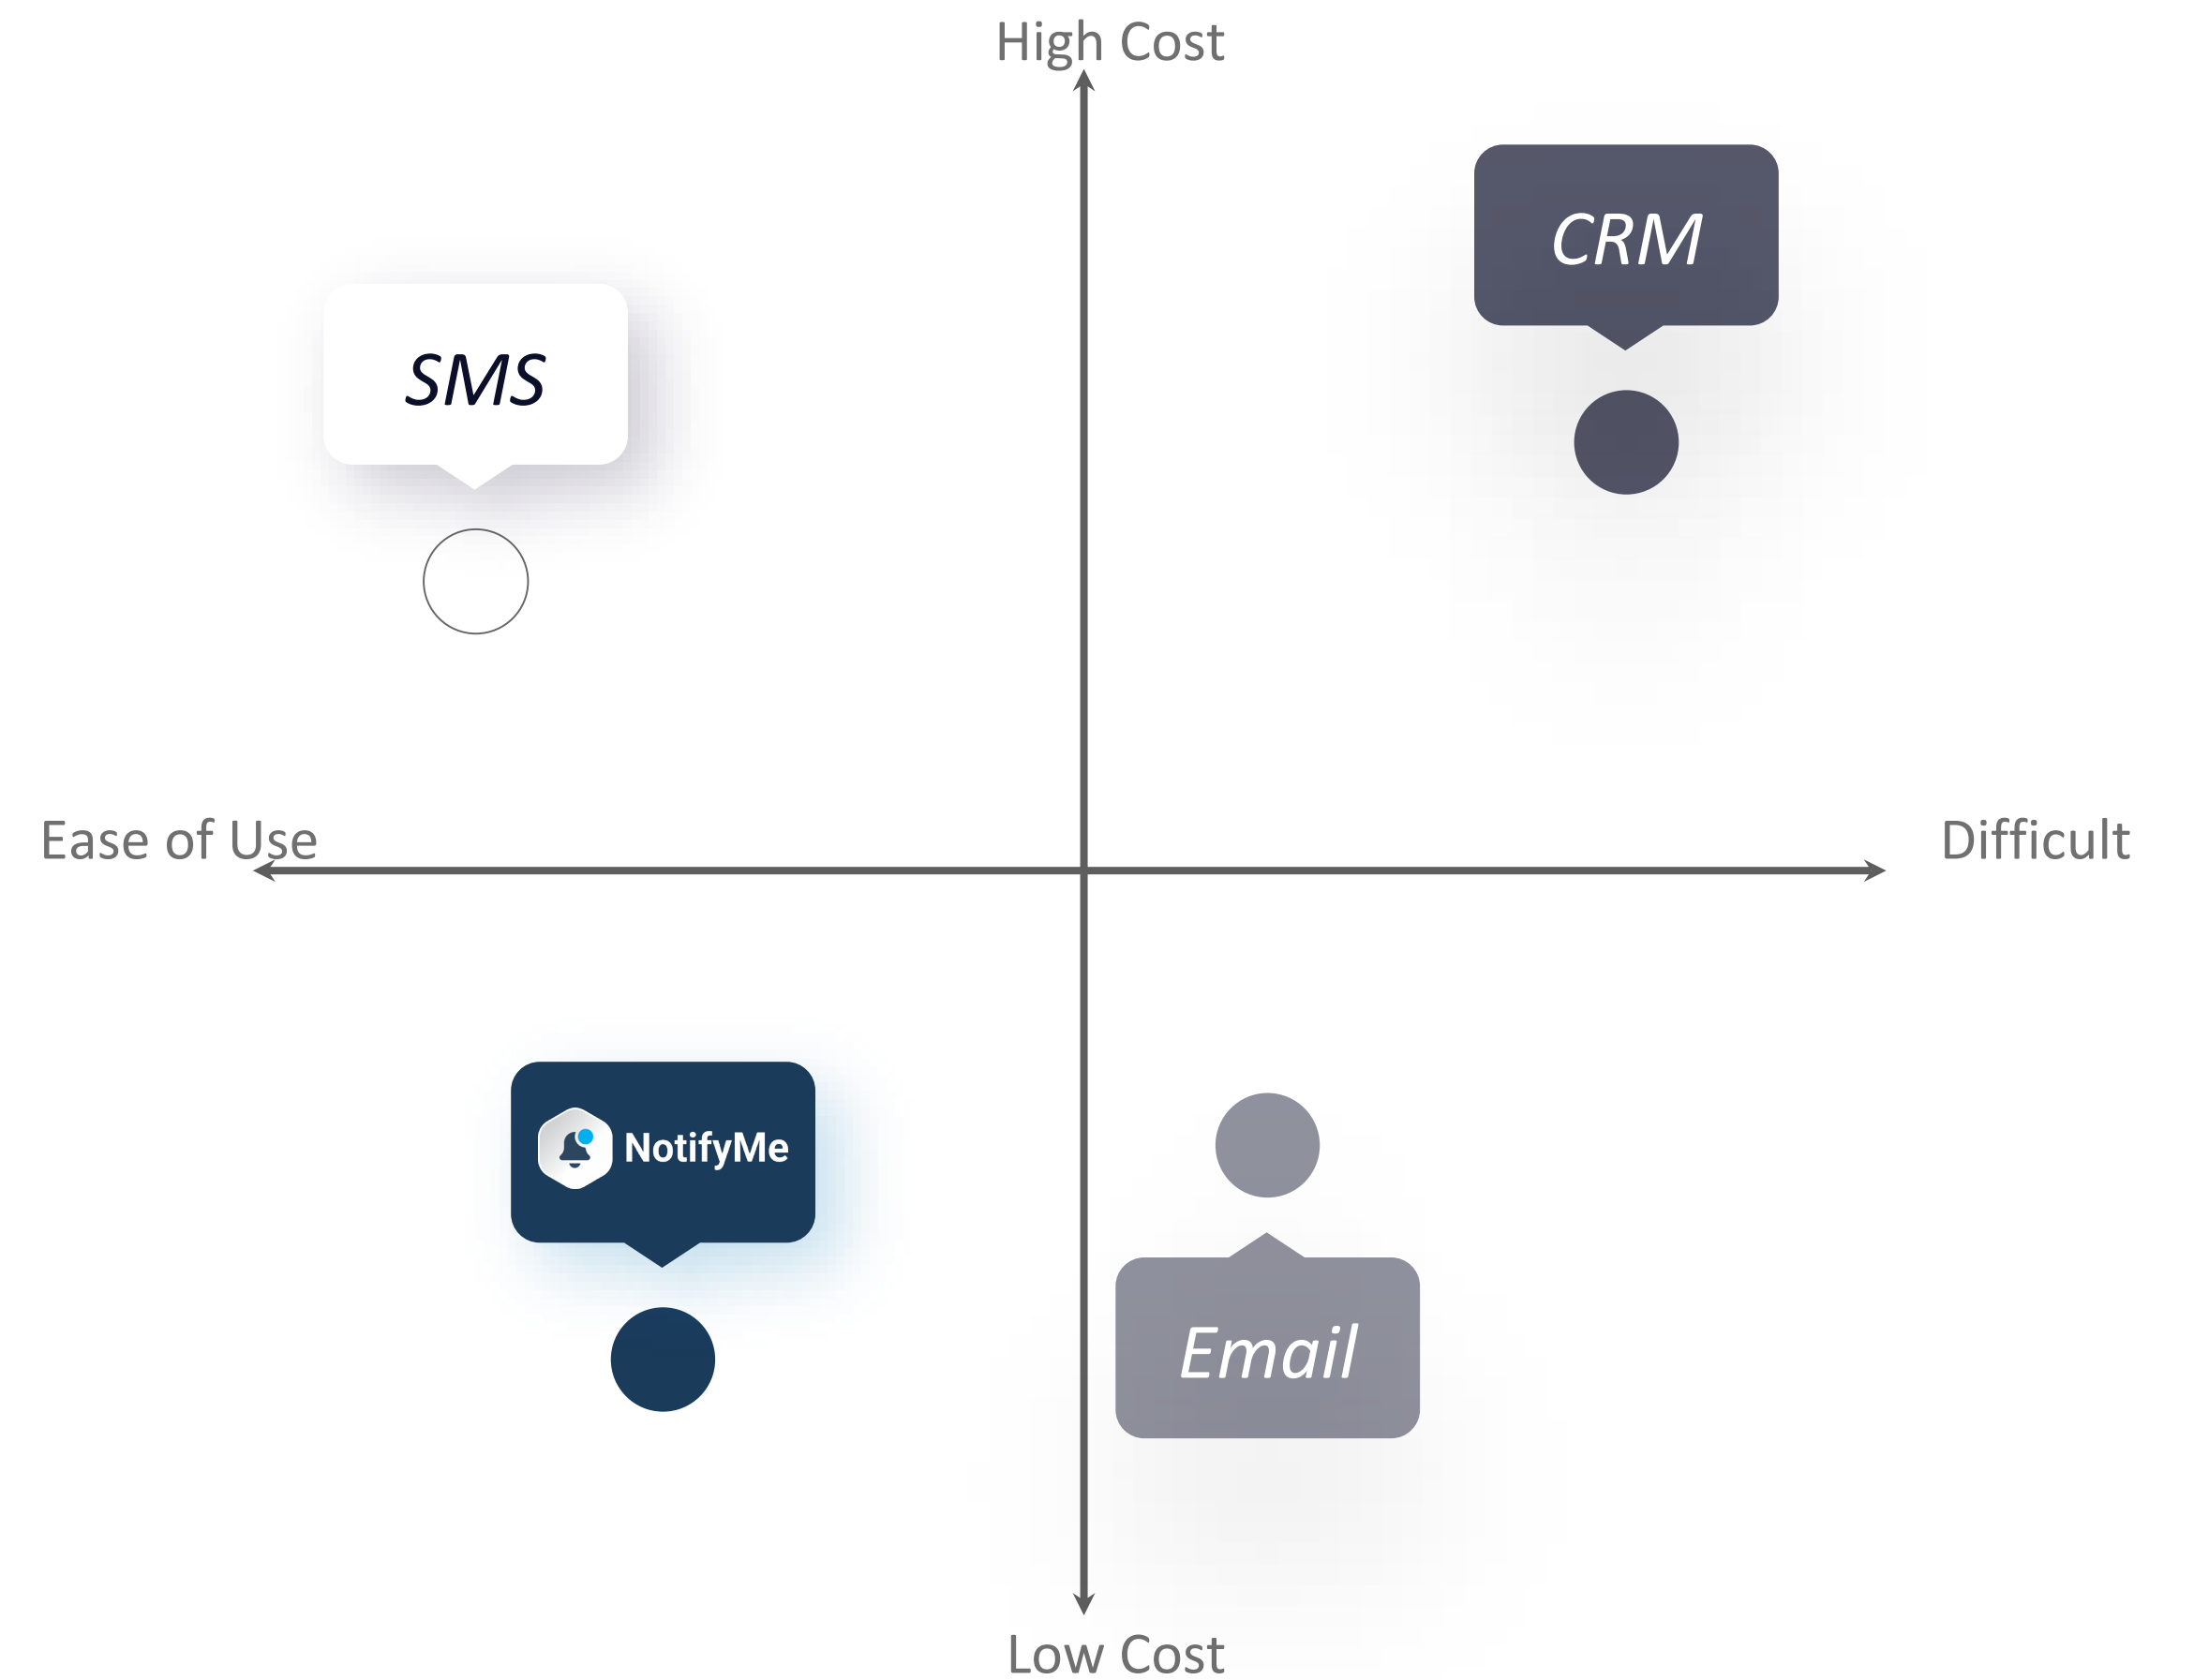 High Cost
CRM
SMS
Ease of Use
Difficult
NotifyMe
Email
Low Cost